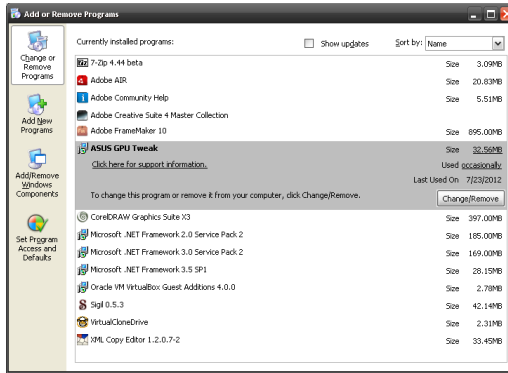 Add or Remove Programs
Change or
Remove
Programs
Add New
Programs
Add/Remove
Windows
Components
Set Program
Access and
Defaults
Currently installed programs:
Show updates
Sort by: Name
7-Zip 4.44 beta Size 3.09MB
Adobe AIR Size 20.83MB
Adobe Community Help Size 5.51MB
Adobe Creative Suite 4 Master Collection
Adobe FrameMaker 10 Size 895.00MB
ASUS GPU Tweak Size 32.56MB
Click here for support information. Used occasionally
Last Used On 7/23/2012
To change this program or remove it from your computer, click Change/Remove. Change/Remove
CorelDRAW Graphics Suite X3 Size 397.00MB
Microsoft .NET Framework 2.0 Service Pack 2 Size 185.00MB
Microsoft .NET Framework 3.0 Service Pack 2 Size 169.00MB
Microsoft .NET Framework 3.5 SP1 Size 28.15MB
Oracle VM VirtualBox Guest Additions 4.0.0 Size 2.78MB
Sigil 0.5.3 Size 42.14MB
VirtualCloneDrive Size 2.31MB
XML Copy Editor 1.2.0.7-2 Size 33.45MB